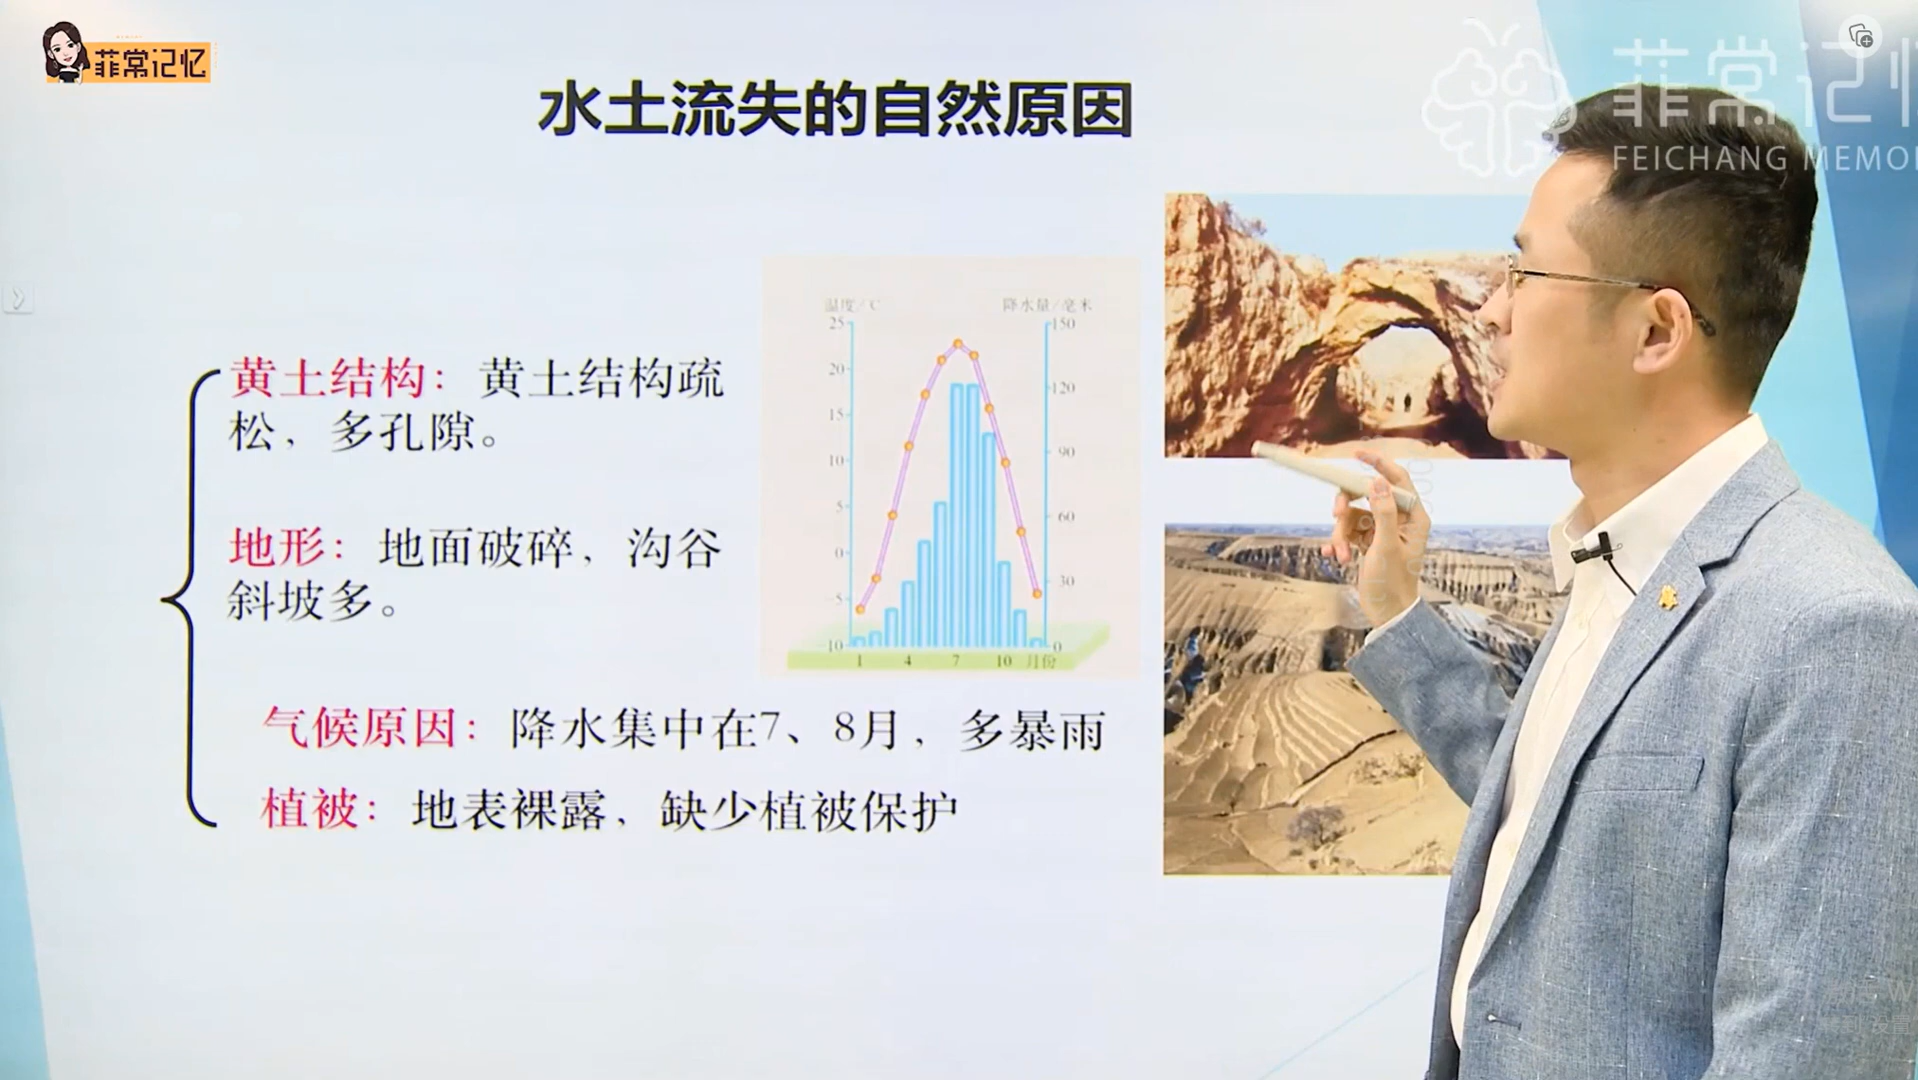 菲常记忆
菲常记忆
FEICHANG MEMO
水土流失的自然原因
温度/℃
降水量/毫米
25
20
15
10
5
0
-5
10
150
120
90
60
30
0
1
4
7
10
月份
黄土结构：黄土结构疏
松，多孔隙。
地形：地面破碎，沟谷
斜坡多。
气候原因：降水集中在7、8月，多暴雨
植被：地表裸露，缺少植被保护